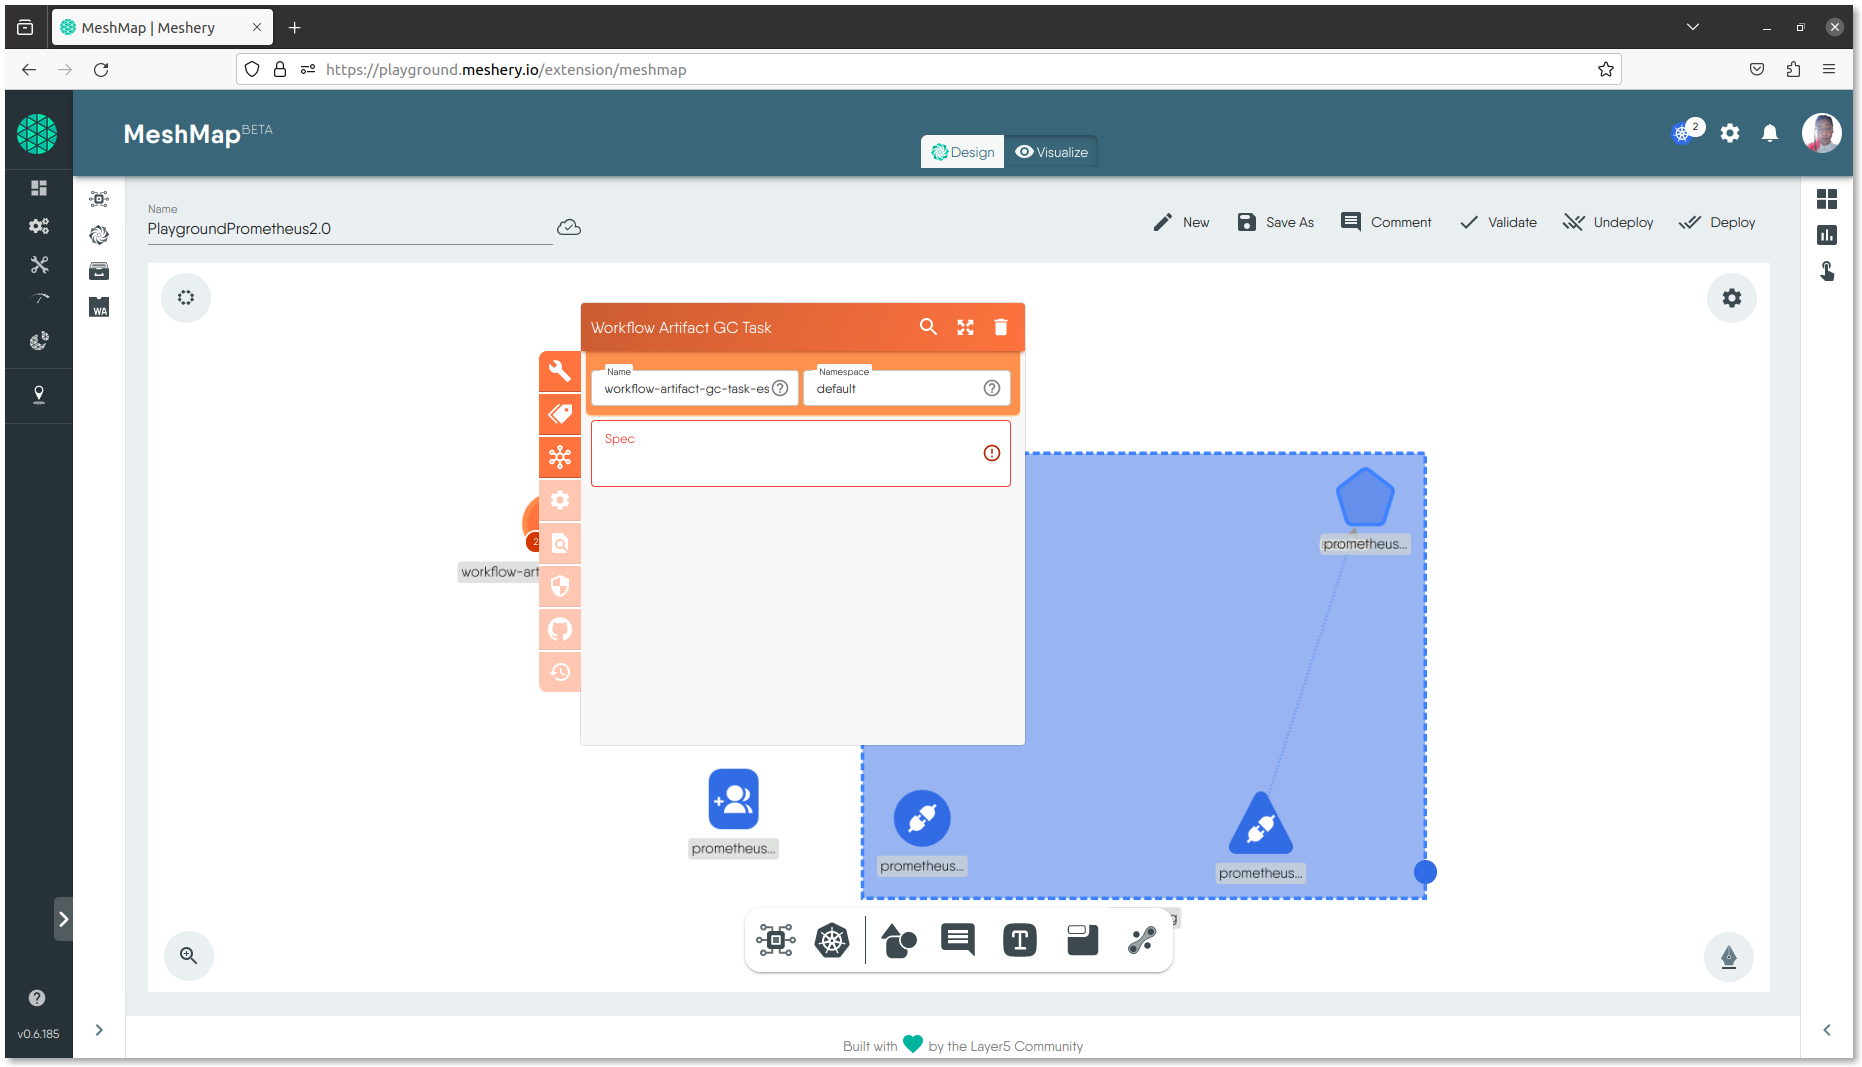 MeshMap | Meshery
https://playground.meshery.io/extension/meshmap
MeshMap BETA
2
Design
Visualize
Name
PlaygroundPrometheus2.0
New
Save As
Comment
Validate
Undeploy
Deploy
WA
Workflow Artifact GC Task
Name
workflow-artifact-gc-task-es
Namespace
default
Spec
2
workflow-art
prometheus...
prometheus...
prometheus...
prometheus...
g
T
v0.6.185
Built with
by the Layer5 Community